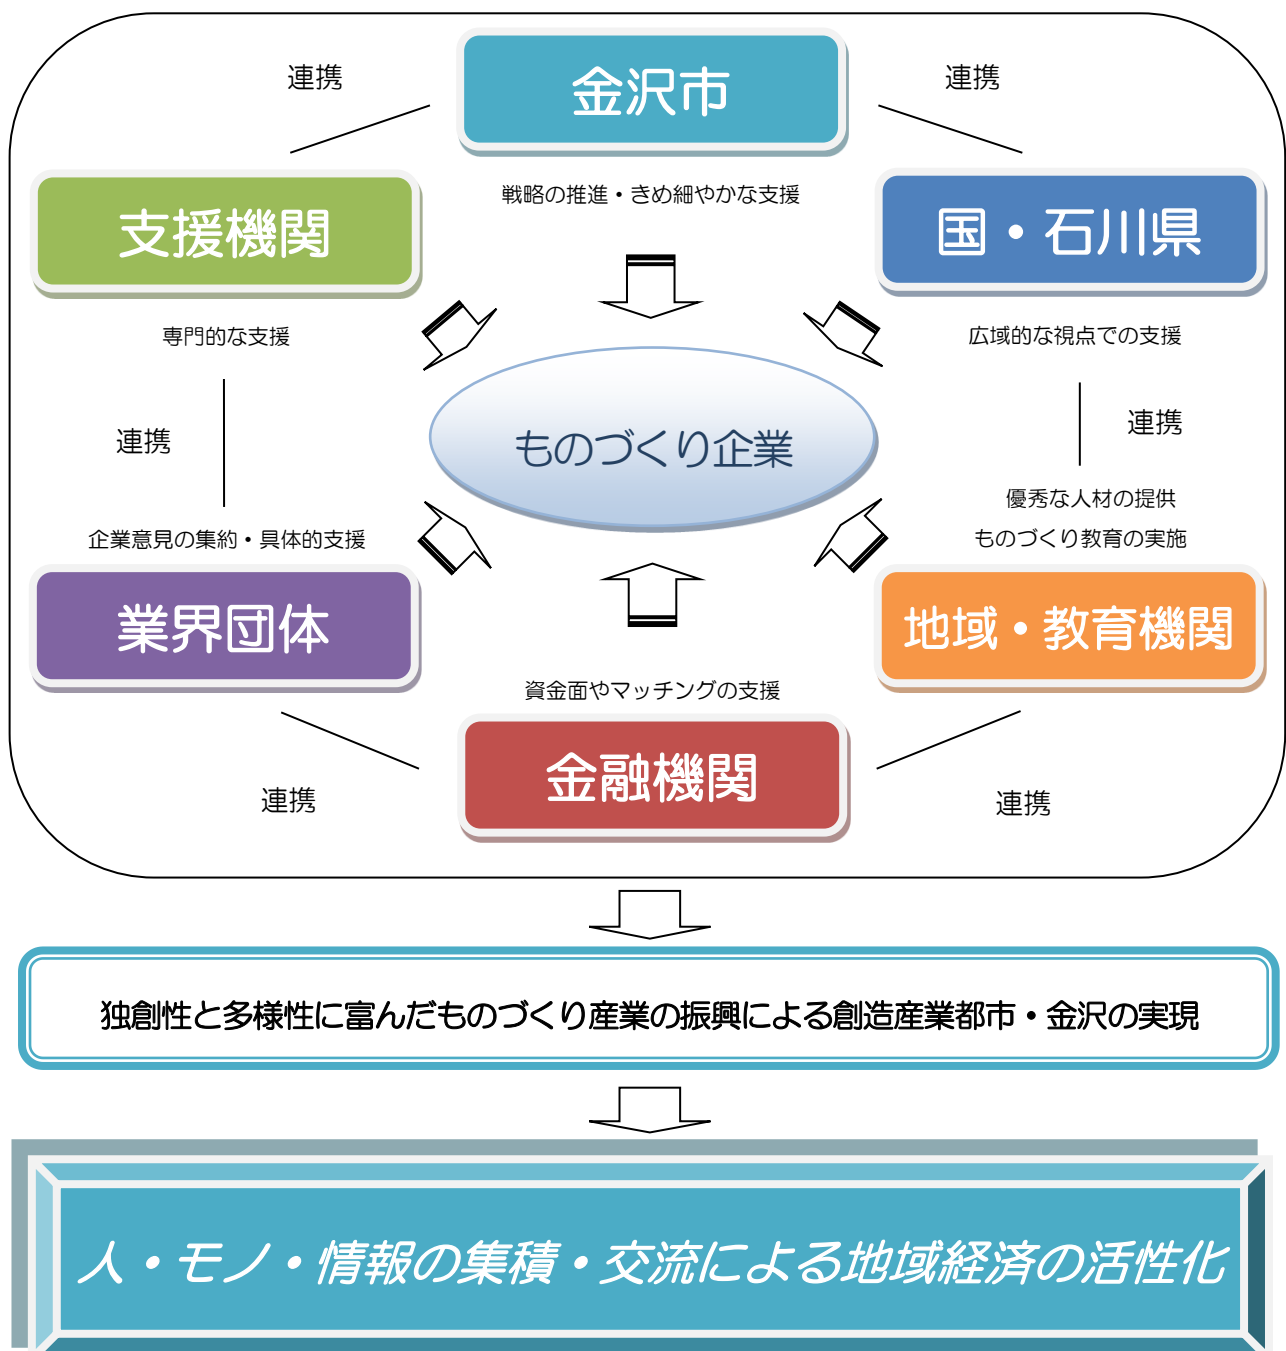 連携
金沢市
連携
支援機関
戦略の推進・きめ細やかな支援
国・石川県
専門的な支援
広域的な視点での支援
連携
ものづくり企業
連携
企業意見の集約・具体的支援
優秀な人材の提供
ものづくり教育の実施
業界団体
地域・教育機関
資金面やマッチングの支援
金融機関
連携
連携
独創性と多様性に富んだものづくり産業の振興による創造産業都市・金沢の実現
人・モノ・情報の集積・交流による地域経済の活性化